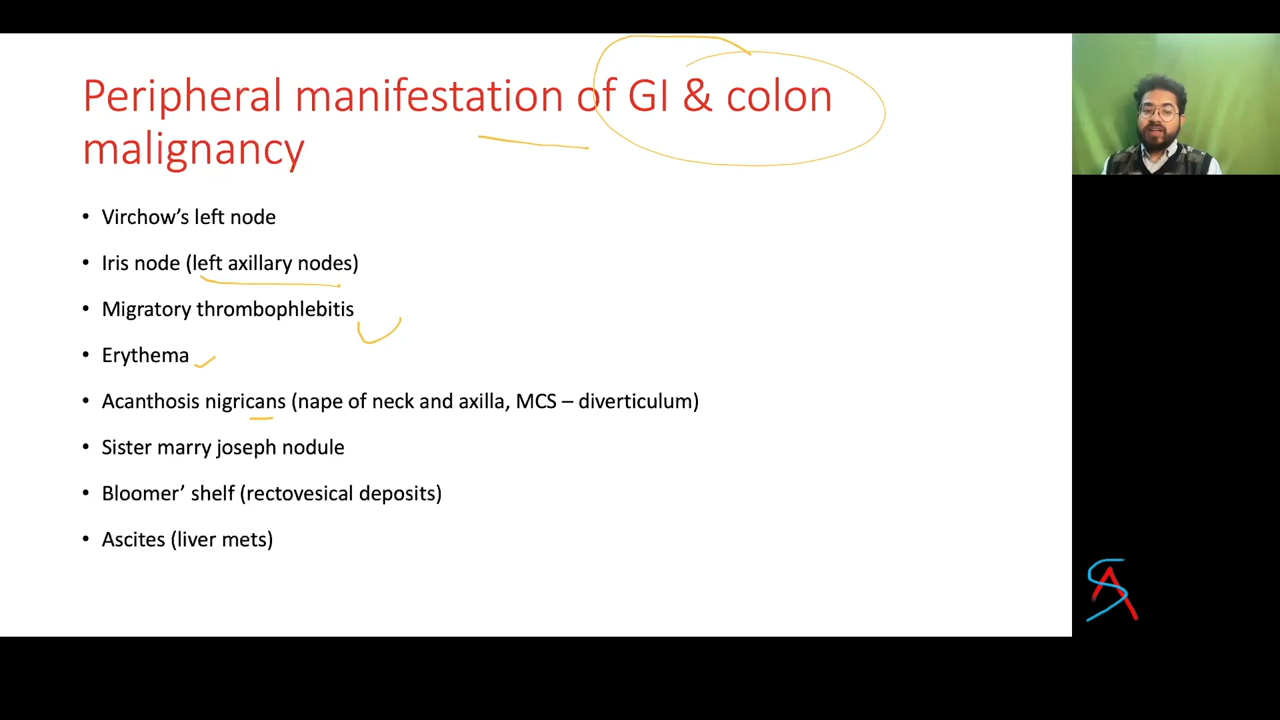 Peripheral manifestation of GI & colon
malignancy
• Virchow’s left node
• Iris node (left axillary nodes)
• Migratory thrombophlebitis
• Erythema
• Acanthosis nigricans (nape of neck and axilla, MCS – diverticulum)
• Sister marry joseph nodule
• Bloomer’ shelf (rectovesical deposits)
• Ascites (liver mets)
SA